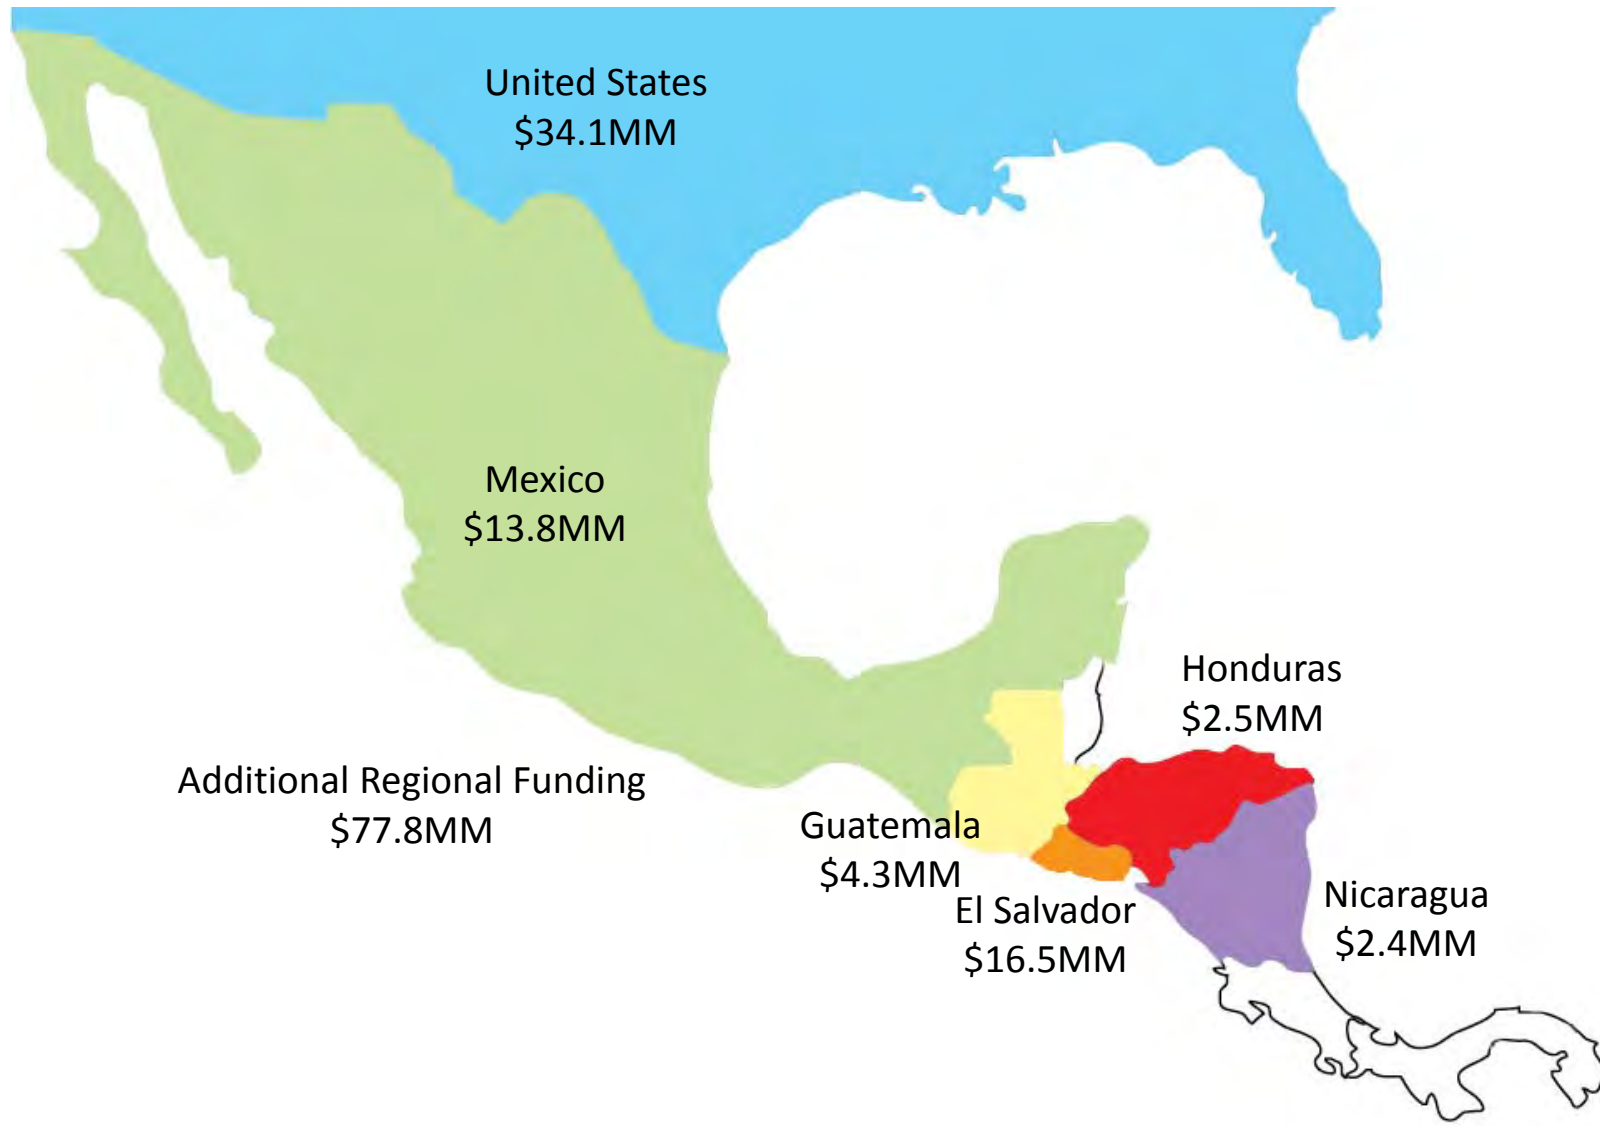 United States
$34.1MM
Mexico
$13.8MM
Honduras
$2.5MM
Additional Regional Funding
$77.8MM
Guatemala
$4.3MM
El Salvador
$16.5MM
Nicaragua
$2.4MM